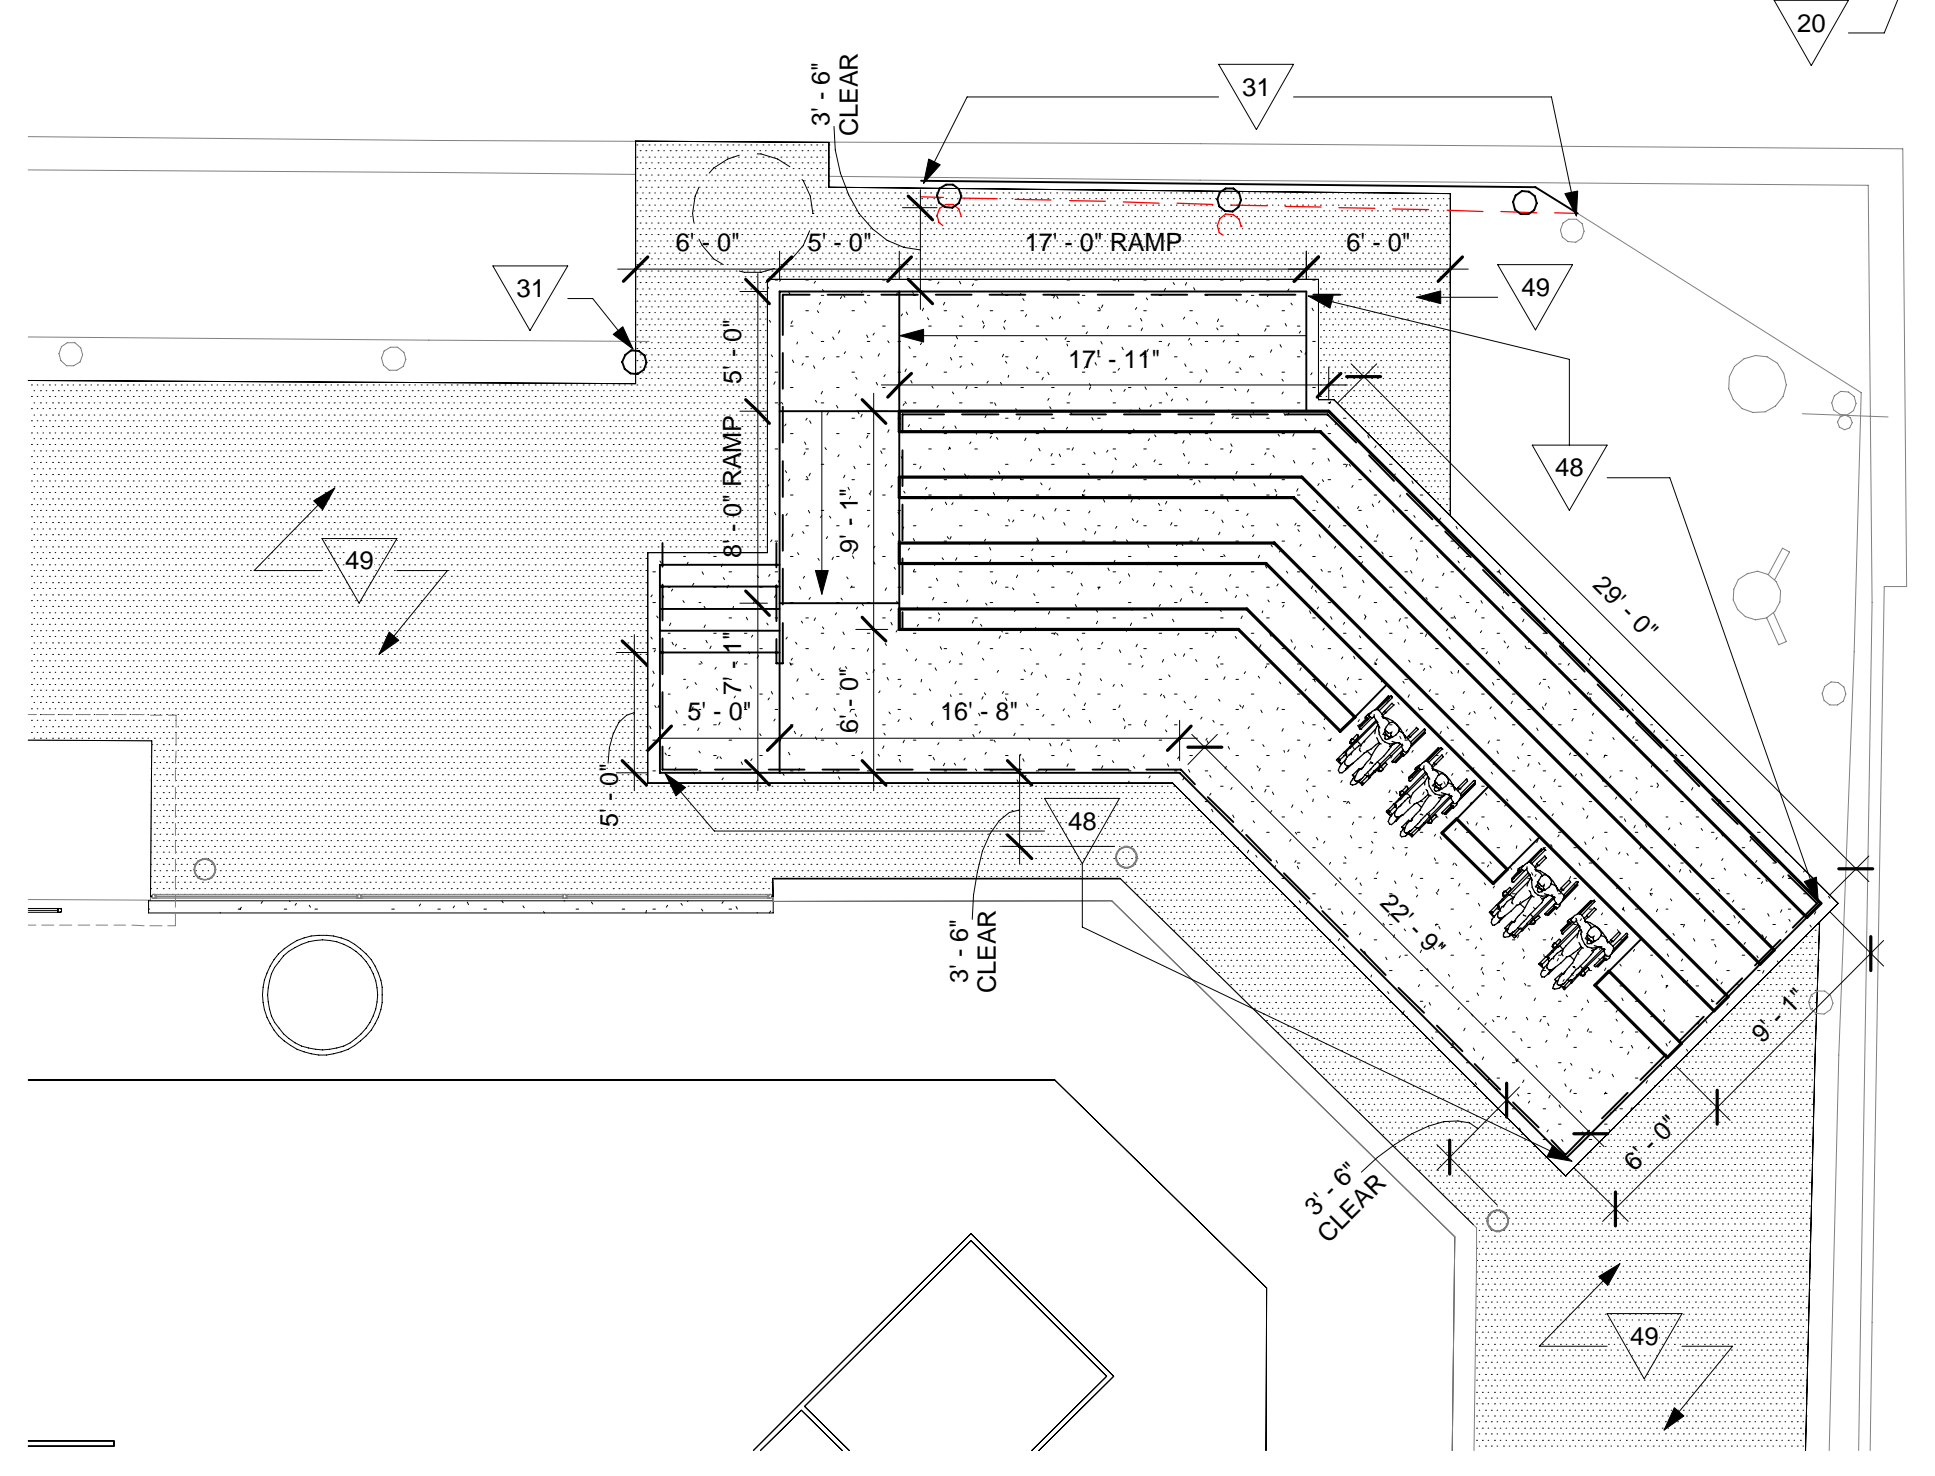 20
31
3' - 6"
CLEAR
6' - 0"
5' - 0"
17' - 0" RAMP
6' - 0"
31
49
5' - 0"
17' - 11"
8' - 0" RAMP
9' - 1"
48
49
29' - 0"
7' - 1"
5' - 0"
6' - 0"
16' - 8"
5' - 0"
48
3' - 6"
CLEAR
22' - 9"
9' - 1"
6' - 0"
3' - 6"
CLEAR
49